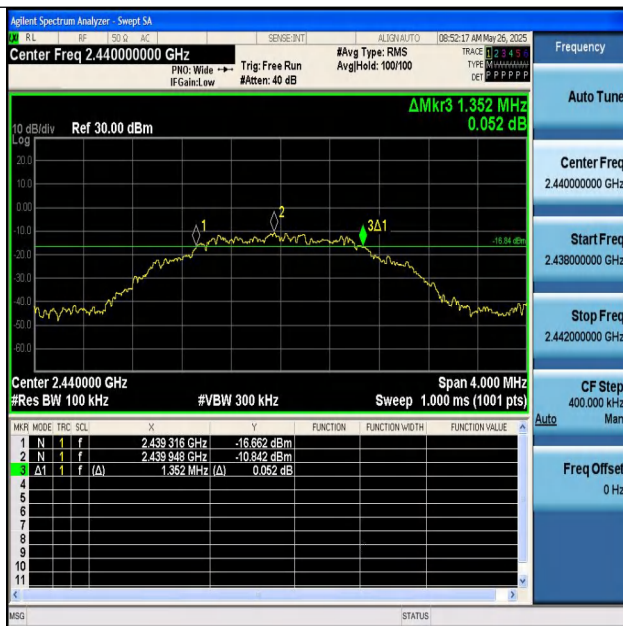 Agilent Spectrum Analyzer - Swept SA
RL RF 50 Ω AC SENSE:INT ALIGNAUTO 08:52:17 AM May 26, 2025
Center Freq 2.440000000 GHz
PNO: Wide
IFGain:Low
Trig: Free Run
#Atten: 40 dB
#Avg Type: RMS
Avg|Hold: 100/100
TRACE 1 2 3 4 5 6
TYPE M
DET P P P P P P
ΔMkr3 1.352 MHz
0.052 dB
10 dB/div Ref 30.00 dBm
Log
20.0
10.0
0.00
-10.0
-20.0
-30.0
-40.0
-50.0
-60.0
1
2
3Δ1
-16.84 dBm
Center 2.440000 GHz Span 4.000 MHz
#Res BW 100 kHz #VBW 300 kHz Sweep 1.000 ms (1001 pts)
MKR MODE TRC SCL X Y FUNCTION FUNCTION WIDTH FUNCTION VALUE
1 N 1 f 2.439 316 GHz -16.662 dBm
2 N 1 f 2.439 948 GHz -10.842 dBm
3 Δ1 1 f (Δ) 1.352 MHz (Δ) 0.052 dB
4
5
6
7
8
9
10
11
MSG STATUS
Frequency
Auto Tune
Center Freq
2.440000000 GHz
Start Freq
2.438000000 GHz
Stop Freq
2.442000000 GHz
CF Step
400.000 kHz
Auto Man
Freq Offset
0 Hz